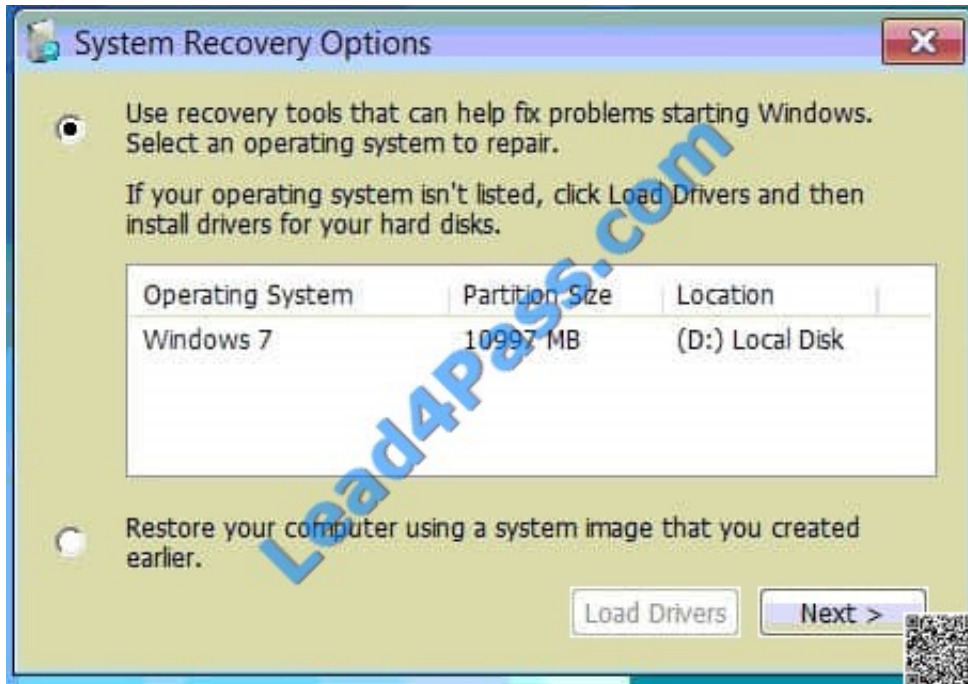 System Recovery Options
Use recovery tools that can help fix problems starting Windows.
Select an operating system to repair.
If your operating system isn't listed, click Load Drivers and then
install drivers for your hard disks.
Operating System Partition Size Location
Windows 7 10997 MB (D:) Local Disk
Restore your computer using a system image that you created
earlier.
Load Drivers Next >
Lead4Pass.com